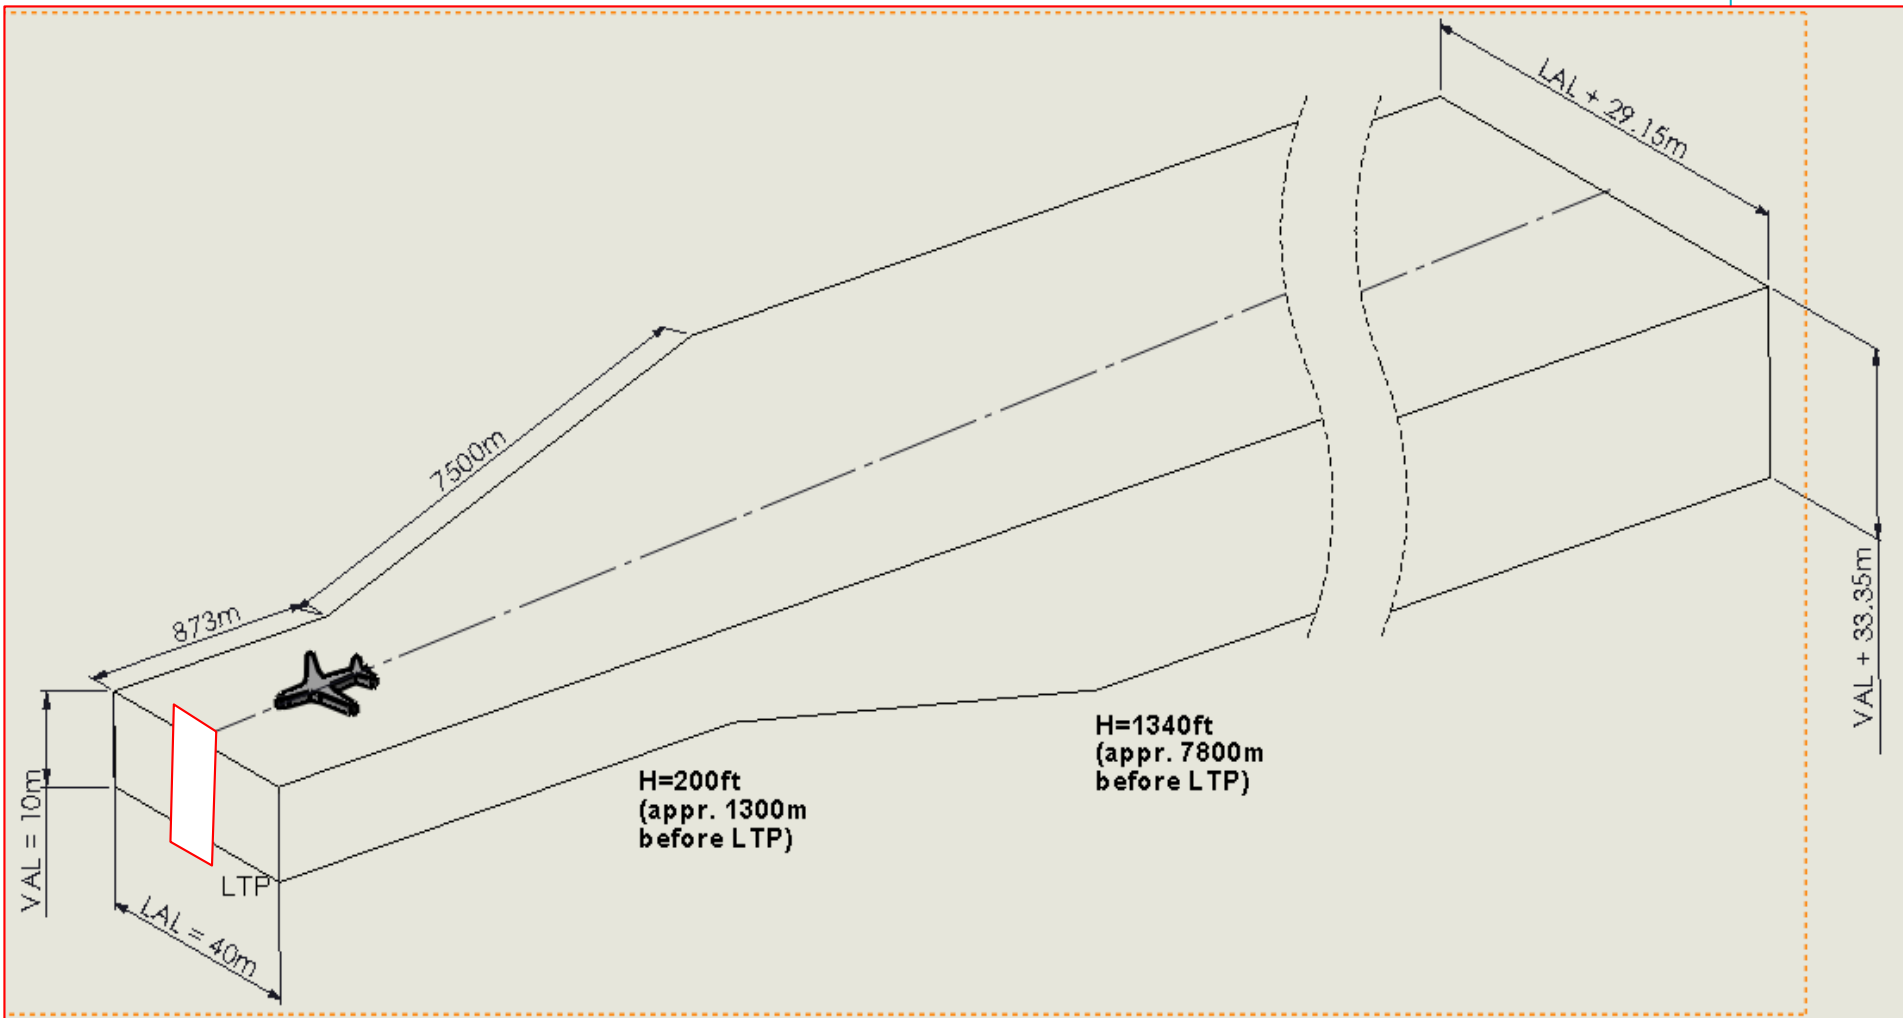 LAL + 29.15m
7500m
873m
VAL + 33.35m
H=1340ft
(appr. 7800m
before LTP)
H=200ft
(appr. 1300m
before LTP)
VAL = 10m
LTP
LAL = 40m